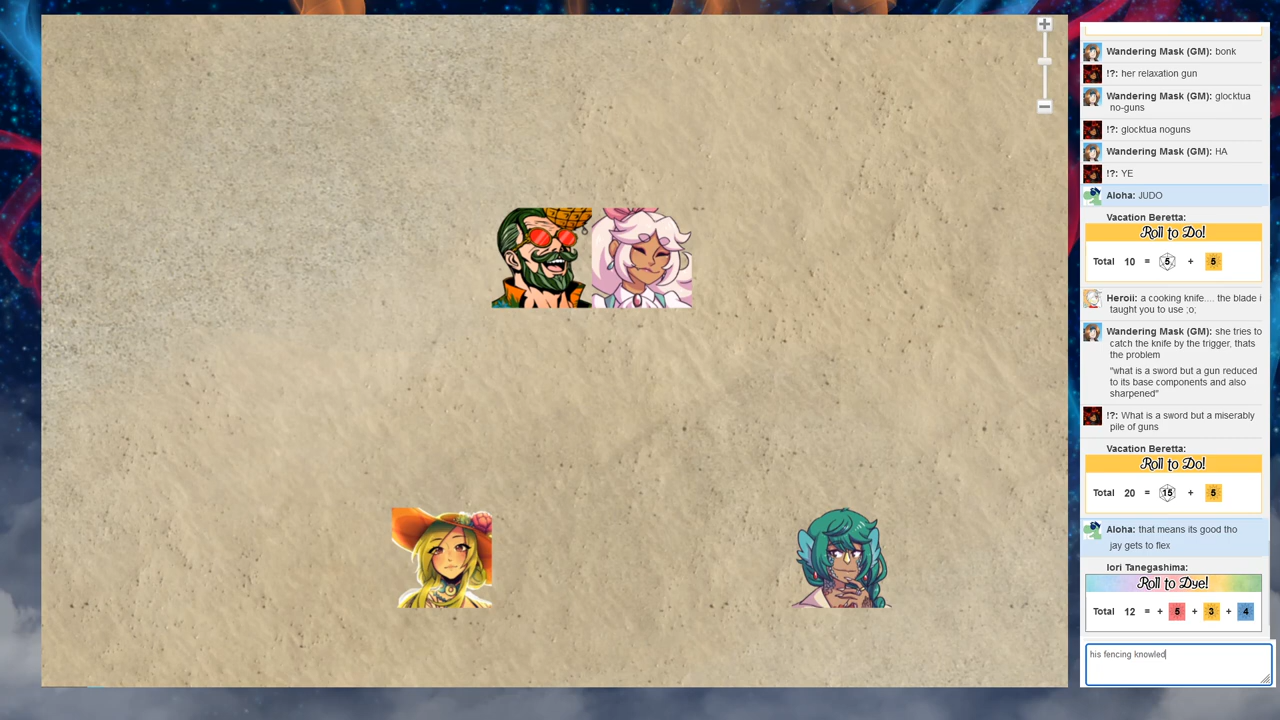 Wandering Mask (GM): bonk
!?: her relaxation gun
Wandering Mask (GM): glocktua
no-guns
!?: glocktua noguns
Wandering Mask (GM): HA
!?: YE
Aloha: JUDO
Vacation Beretta:
Roll to Do!
Total 10 = 5 + 5
Heroii: a cooking knife.... the blade i
taught you to use ;o;
Wandering Mask (GM): she tries to
catch the knife by the trigger, thats
the problem
"what is a sword but a gun reduced
to its base components and also
sharpened"
!?: What is a sword but a miserably
pile of guns
Vacation Beretta:
Roll to Do!
Total 20 = 15 + 5
Aloha: that means its good tho
jay gets to flex
Iori Tanegashima:
Roll to Dye!
Total 12 = + 5 + 3 + 4
his fencing knowled